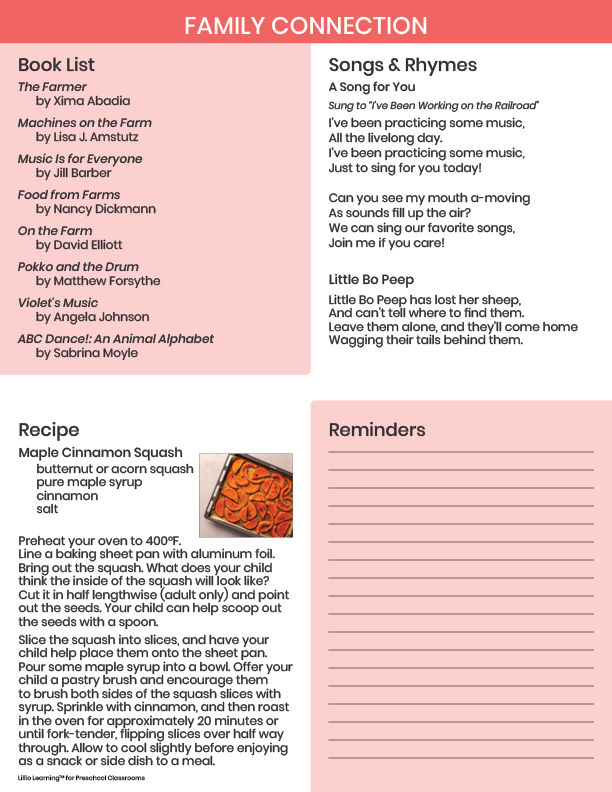 FAMILY CONNECTION
Book List
The Farmer
by Xima Abadia
Machines on the Farm
by Lisa J. Amstutz
Music Is for Everyone
by Jill Barber
Food from Farms
by Nancy Dickmann
On the Farm
by David Elliott
Pokko and the Drum
by Matthew Forsythe
Violet's Music
by Angela Johnson
ABC Dance!: An Animal Alphabet
by Sabrina Moyle
Songs & Rhymes
A Song for You
Sung to "I've Been Working on the Railroad"
I've been practicing some music,
All the livelong day.
I've been practicing some music,
Just to sing for you today!
Can you see my mouth a-moving
As sounds fill up the air?
We can sing our favorite songs,
Join me if you care!
Little Bo Peep
Little Bo Peep has lost her sheep,
And can't tell where to find them.
Leave them alone, and they'll come home
Wagging their tails behind them.
Recipe
Maple Cinnamon Squash
butternut or acorn squash
pure maple syrup
cinnamon
salt
Preheat your oven to 400°F.
Line a baking sheet pan with aluminum foil.
Bring out the squash. What does your child
think the inside of the squash will look like?
Cut it in half lengthwise (adult only) and point
out the seeds. Your child can help scoop out
the seeds with a spoon.
Slice the squash into slices, and have your
child help place them onto the sheet pan.
Pour some maple syrup into a bowl. Offer your
child a pastry brush and encourage them
to brush both sides of the squash slices with
syrup. Sprinkle with cinnamon, and then roast
in the oven for approximately 20 minutes or
until fork-tender, flipping slices over half way
through. Allow to cool slightly before enjoying
as a snack or side dish to a meal.
Lillio Learning™ for Preschool Classrooms
Reminders